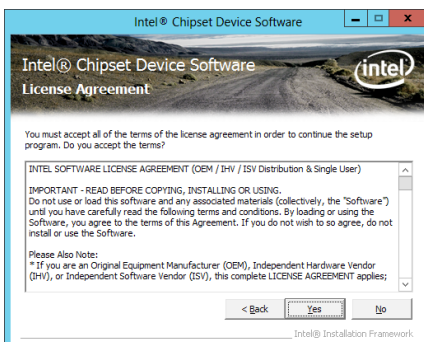 Intel® Chipset Device Software
Intel® Chipset Device Software
intel
License Agreement
You must accept all of the terms of the license agreement in order to continue the setup
program. Do you accept the terms?
INTEL SOFTWARE LICENSE AGREEMENT (OEM / IHV / ISV Distribution & Single User)
IMPORTANT - READ BEFORE COPYING, INSTALLING OR USING.
Do not use or load this software and any associated materials (collectively, the "Software")
until you have carefully read the following terms and conditions. By loading or using the
Software, you agree to the terms of this Agreement. If you do not wish to so agree, do not
install or use the Software.
Please Also Note:
* If you are an Original Equipment Manufacturer (OEM), Independent Hardware Vendor
(IHV), or Independent Software Vendor (ISV), this complete LICENSE AGREEMENT applies;
< Back Yes No
Intel® Installation Framework